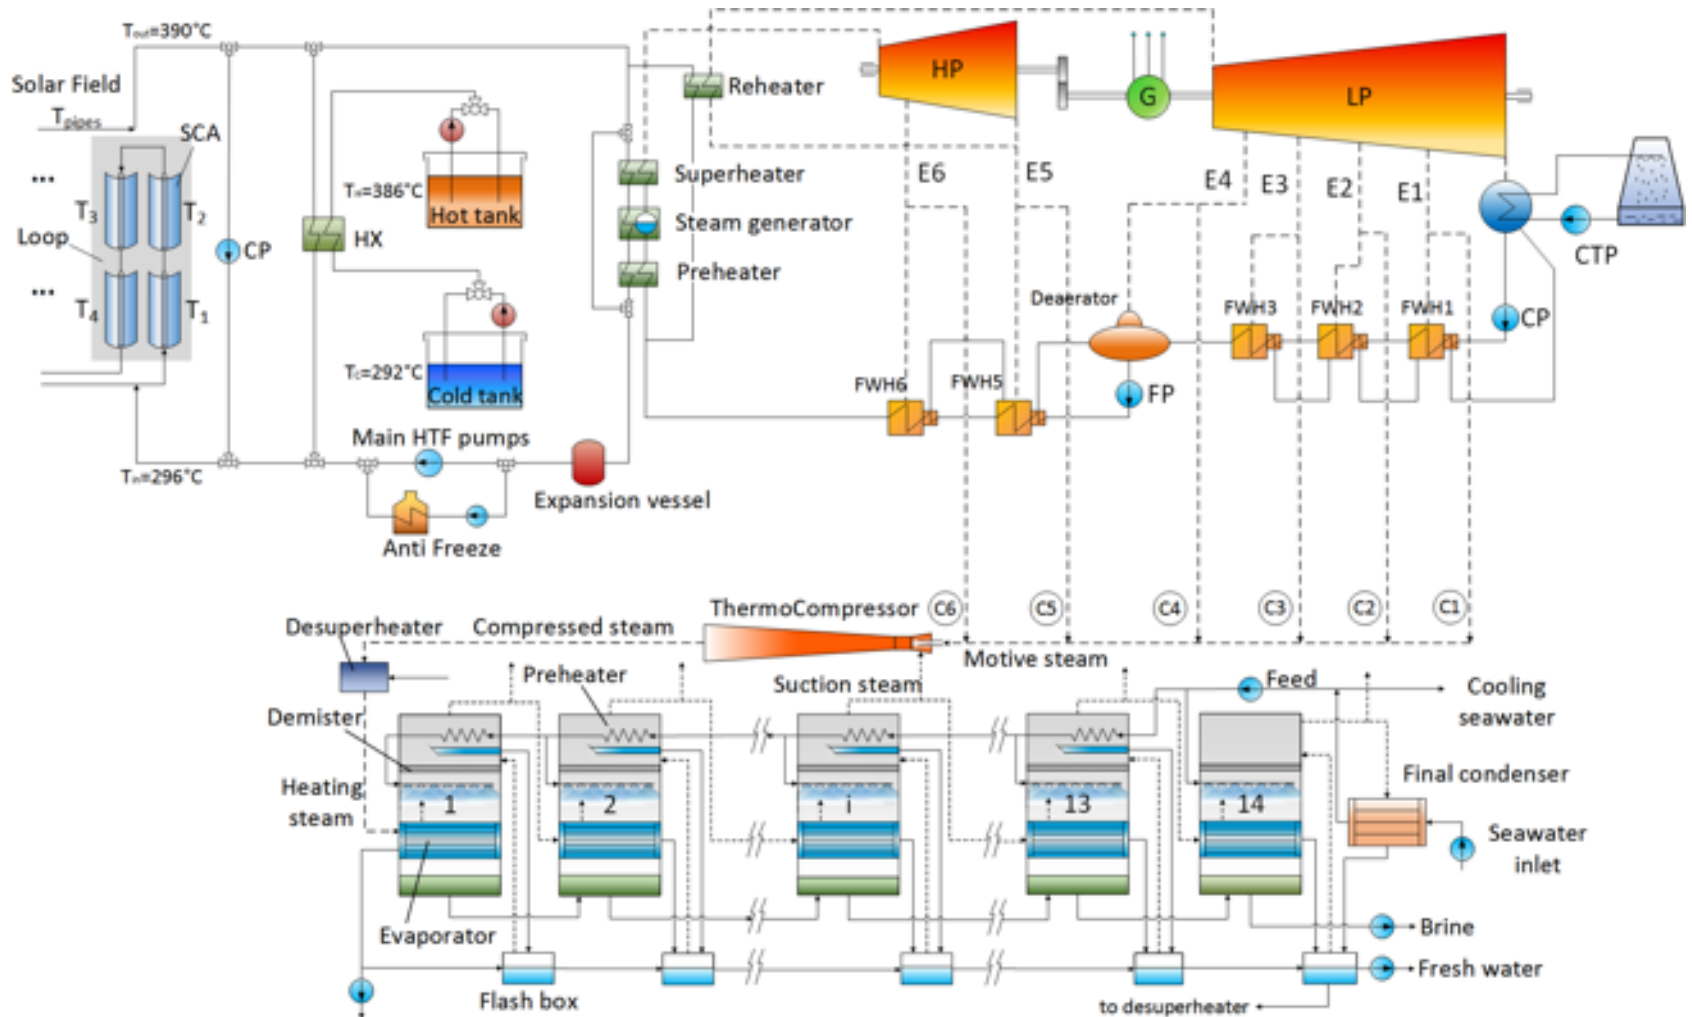 Tout=390°C
Solar Field
Tpipes
SCA
...
T3
T2
Loop
...
T4
T1
Tin=296°C
CP
HX
TH=386°C
Hot tank
TC=292°C
Cold tank
Main HTF pumps
Anti Freeze
Expansion vessel
Reheater
Superheater
Steam generator
Preheater
HP
G
LP
E6
E5
E4
E3
E2
E1
CTP
CP
Deaerator
FWH3
FWH2
FWH1
FWH6
FWH5
FP
ThermoCompressor
C6
C5
C4
C3
C2
C1
Desuperheater
Compressed steam
Motive steam
Preheater
Suction steam
Feed
Cooling
seawater
Demister
Heating
steam
1
2
i
13
14
Final condenser
Seawater
inlet
Evaporator
Brine
Fresh water
Flash box
to desuperheater